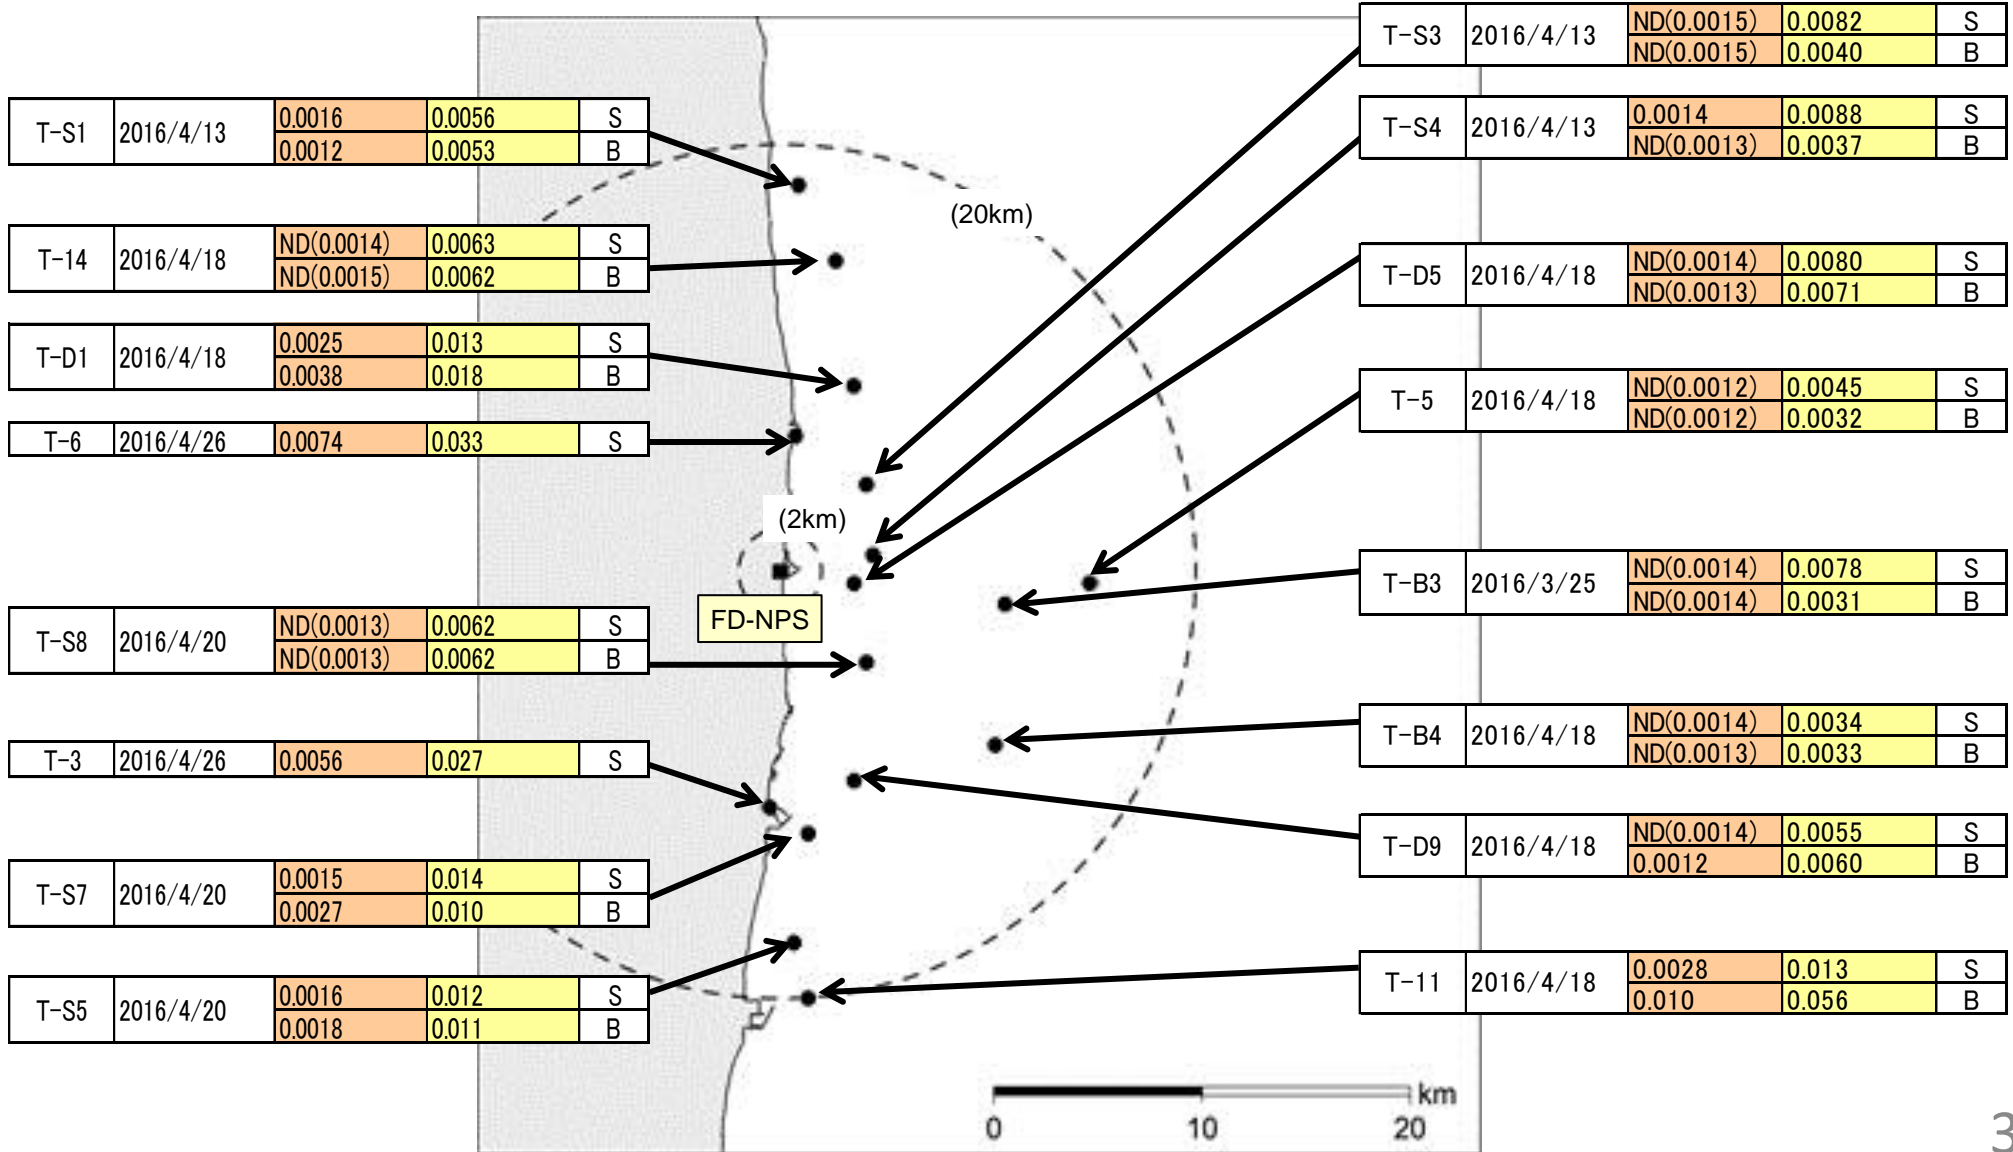 T-S1 2016/4/13 0.0016 0.0056 S
0.0012 0.0053 B
T-14 2016/4/18 ND(0.0014) 0.0063 S
ND(0.0015) 0.0062 B
T-D1 2016/4/18 0.0025 0.013 S
0.0038 0.018 B
T-6 2016/4/26 0.0074 0.033 S
T-S8 2016/4/20 ND(0.0013) 0.0062 S
ND(0.0013) 0.0062 B
T-3 2016/4/26 0.0056 0.027 S
T-S7 2016/4/20 0.0015 0.014 S
0.0027 0.010 B
T-S5 2016/4/20 0.0016 0.012 S
0.0018 0.011 B
(20km)
(2km)
FD-NPS
km
0 10 20
T-S3 2016/4/13 ND(0.0015) 0.0082 S
ND(0.0015) 0.0040 B
T-S4 2016/4/13 0.0014 0.0088 S
ND(0.0013) 0.0037 B
T-D5 2016/4/18 ND(0.0014) 0.0080 S
ND(0.0013) 0.0071 B
T-5 2016/4/18 ND(0.0012) 0.0045 S
ND(0.0012) 0.0032 B
T-B3 2016/3/25 ND(0.0014) 0.0078 S
ND(0.0014) 0.0031 B
T-B4 2016/4/18 ND(0.0014) 0.0034 S
ND(0.0013) 0.0033 B
T-D9 2016/4/18 ND(0.0014) 0.0055 S
0.0012 0.0060 B
T-11 2016/4/18 0.0028 0.013 S
0.010 0.056 B
3